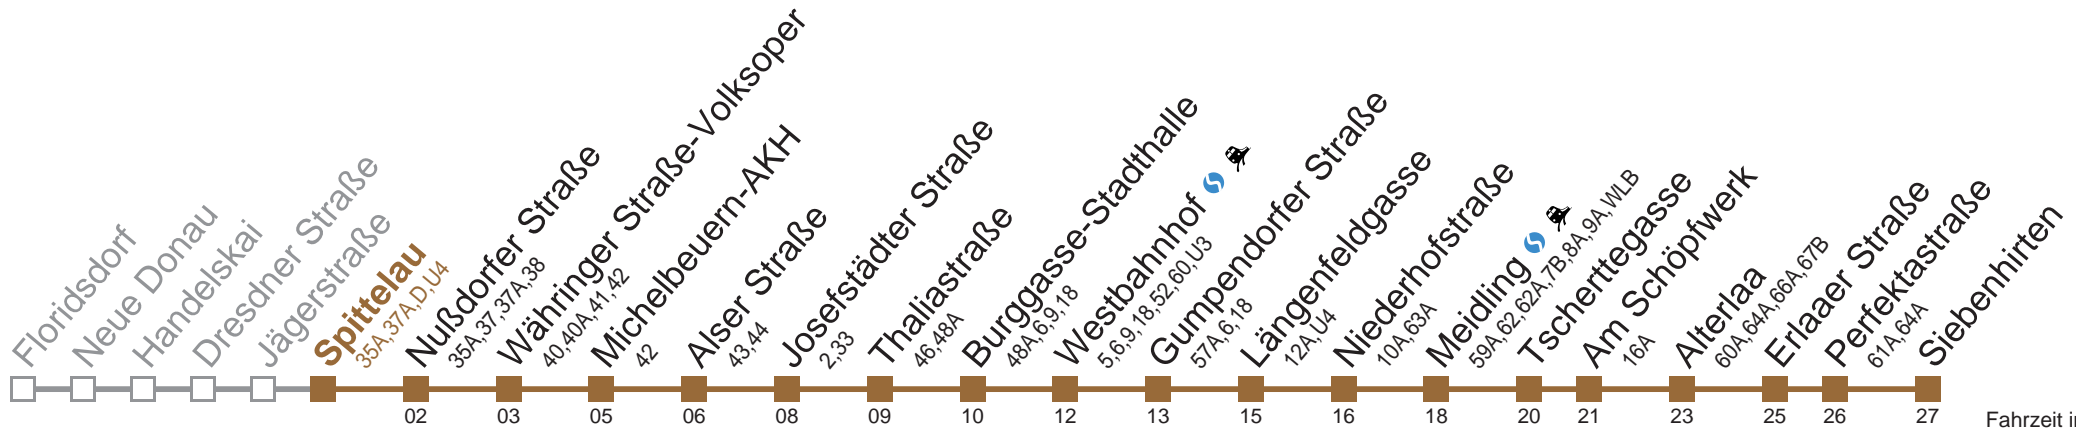 Floridsdorf
Neue Donau
Handelskai
Dresdner Straße
Jägerstraße
Spittelau
35A,37A,D,U4
Nußdorfer Straße
35A,37,37A,38
Währinger Straße-Volksoper
40,40A,41,42
Michelbeuern-AKH
42
Alser Straße
43,44
Josefstädter Straße
2,33
Thaliastraße
46,48A
Burggasse-Stadthalle
48A,6,9,18
Westbahnhof
5,6,9,18,52,60,U3
Gumpendorfer Straße
57A,6,18
Längenfeldgasse
12A,U4
Niederhofstraße
10A,63A
Meidling
59A,62,62A,7B,8A,9A,WLB
Tscherttegasse
Am Schöpfwerk
16A
Alterlaa
60A,64A,66A,67B
Erlaaer Straße
Perfektastraße
61A,64A
Siebenhirten
02 03 05 06 08 09 10 12 13 15 16 18 20 21 23 25 26 27 Fahrzeit in